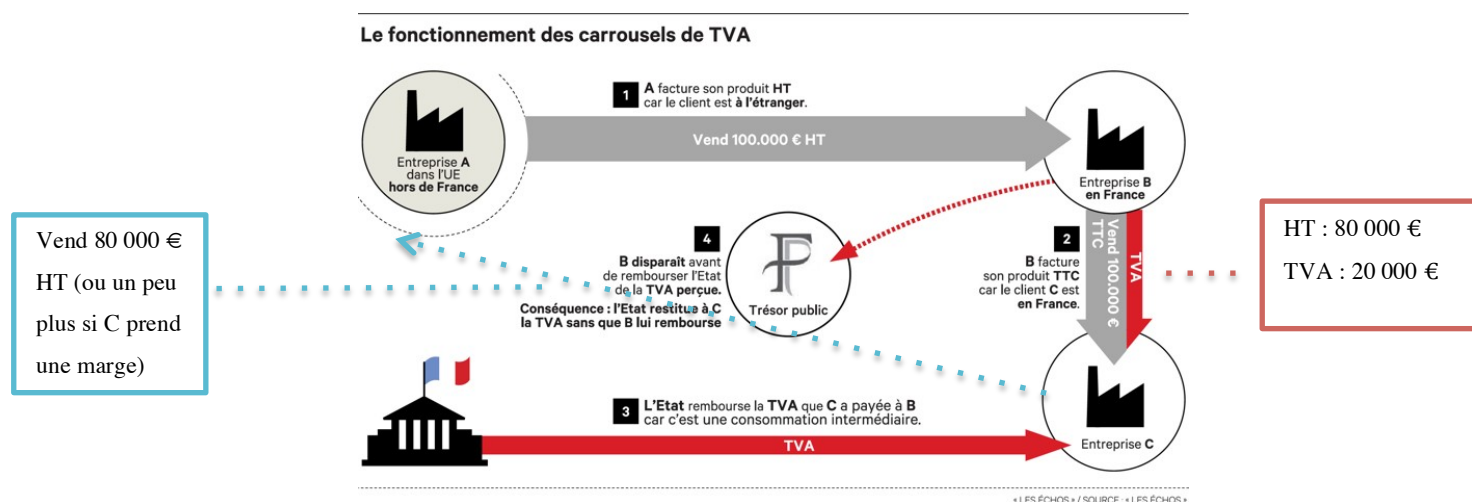 Le fonctionnement des carrousels de TVA
1 A facture son produit HT
car le client est à l'étranger.
Vend 100.000 € HT
Entreprise A
dans l'UE
hors de France
Entreprise B
en France
Vend 80 000 €
HT (ou un peu
plus si C prend
une marge)
4
B disparaît avant
de rembourser l'Etat
de la TVA perçue.
Conséquence : l'Etat restitue à C
la TVA sans que B lui rembourse
Trésor public
2
B facture
son produit TTC
car le client C est
en France.
Vend 100.000 €
TTC
TVA
HT : 80 000 €
TVA : 20 000 €
3 L'Etat rembourse la TVA que C a payée à B
car c'est une consommation intermédiaire.
TVA
Entreprise C
« LES ÉCHOS » / SOURCE : « LES ÉCHOS »